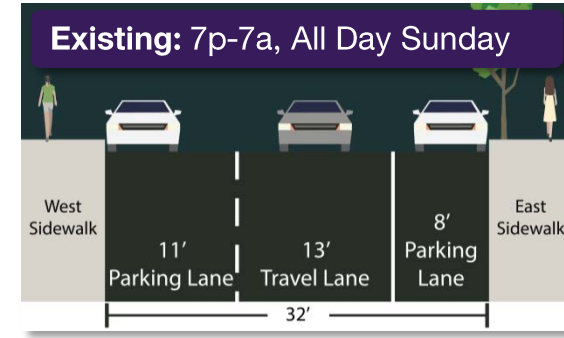 Existing: 7p-7a, All Day Sunday
West
Sidewalk
11'
Parking Lane
13'
Travel Lane
8'
Parking
Lane
East
Sidewalk
32'